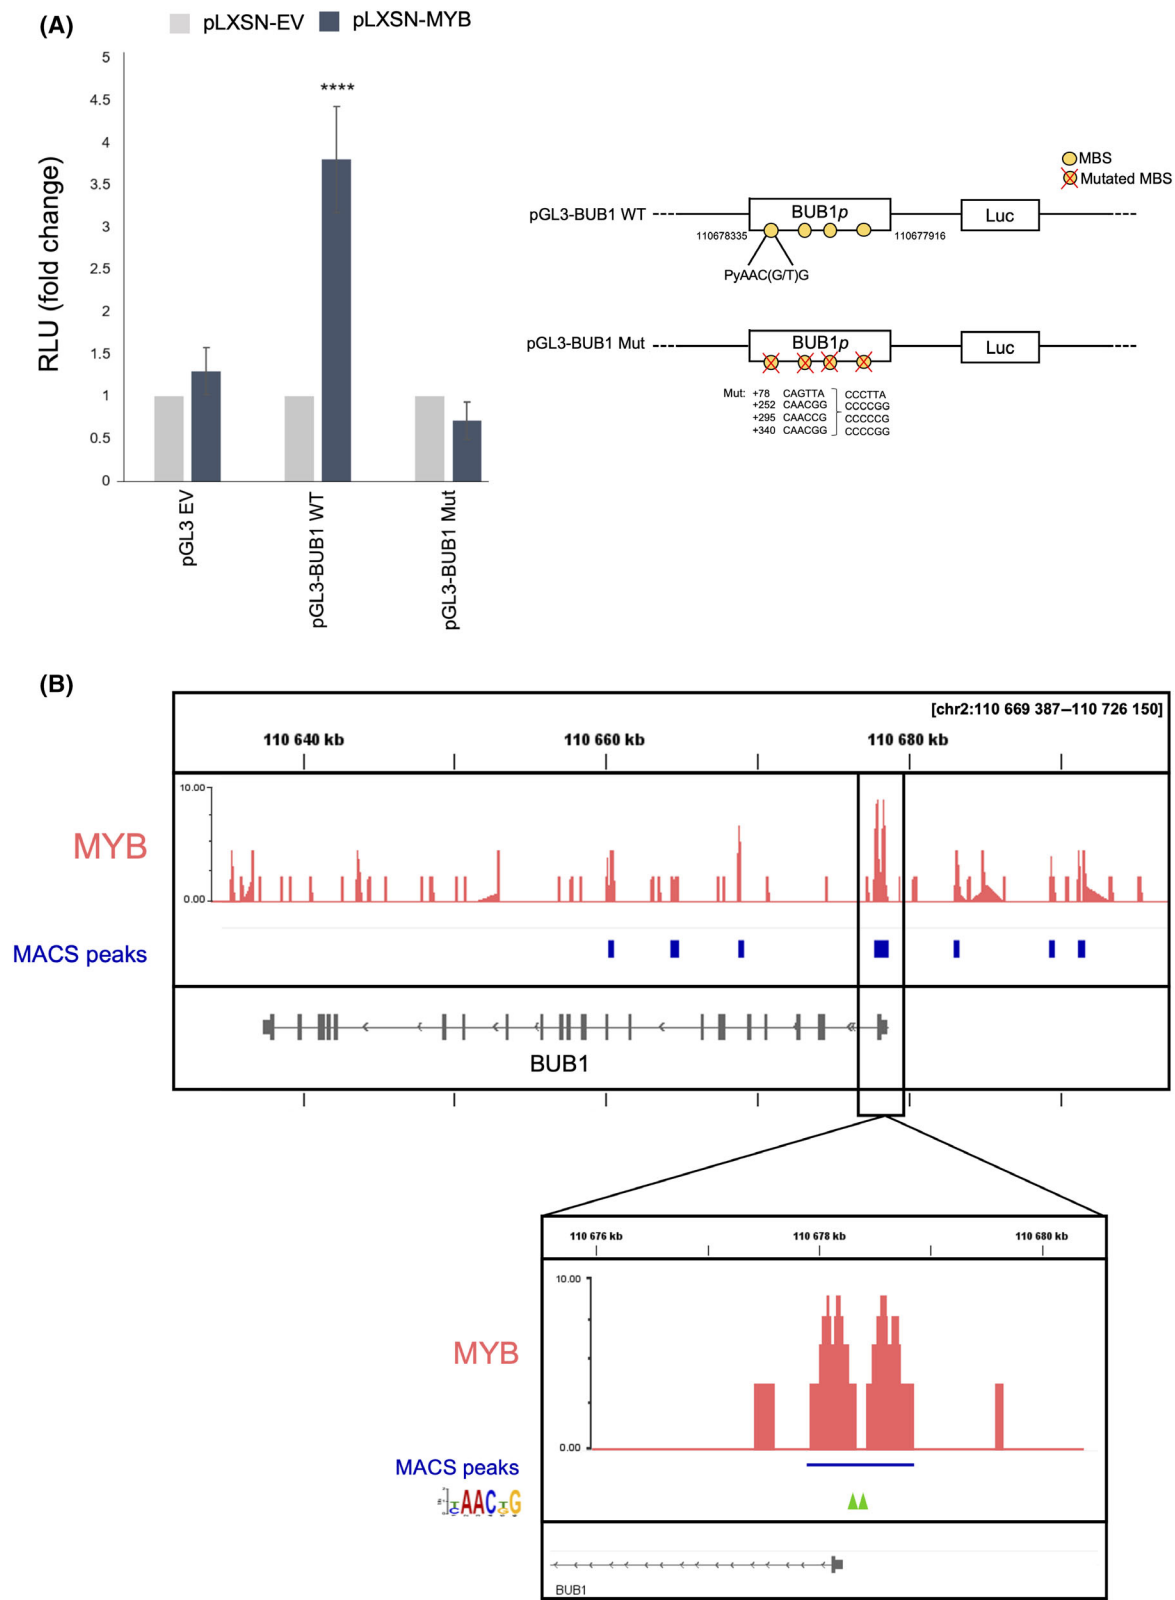 (A)
pLXSN-EV pLXSN-MYB
RLU (fold change)
5
4.5
4
3.5
3
2.5
2
1.5
1
0.5
0
****
pGL3 EV
pGL3-BUB1 WT
pGL3-BUB1 Mut
MBS
Mutated MBS
pGL3-BUB1 WT
BUB1p
Luc
110678335
110677916
PyAAC(G/T)G
pGL3-BUB1 Mut
BUB1p
Luc
Mut: +78 CAGTTA CCCTTA
+252 CAACGG CCCCGG
+295 CAACCG CCCCCG
+340 CAACGG CCCCGG
(B)
[chr2:110 669 387–110 726 150]
110 640 kb 110 660 kb 110 680 kb
10.00
MYB
0.00
MACS peaks
BUB1
110 676 kb 110 678 kb 110 680 kb
10.00
MYB
0.00
MACS peaks
AAC G
BUB1